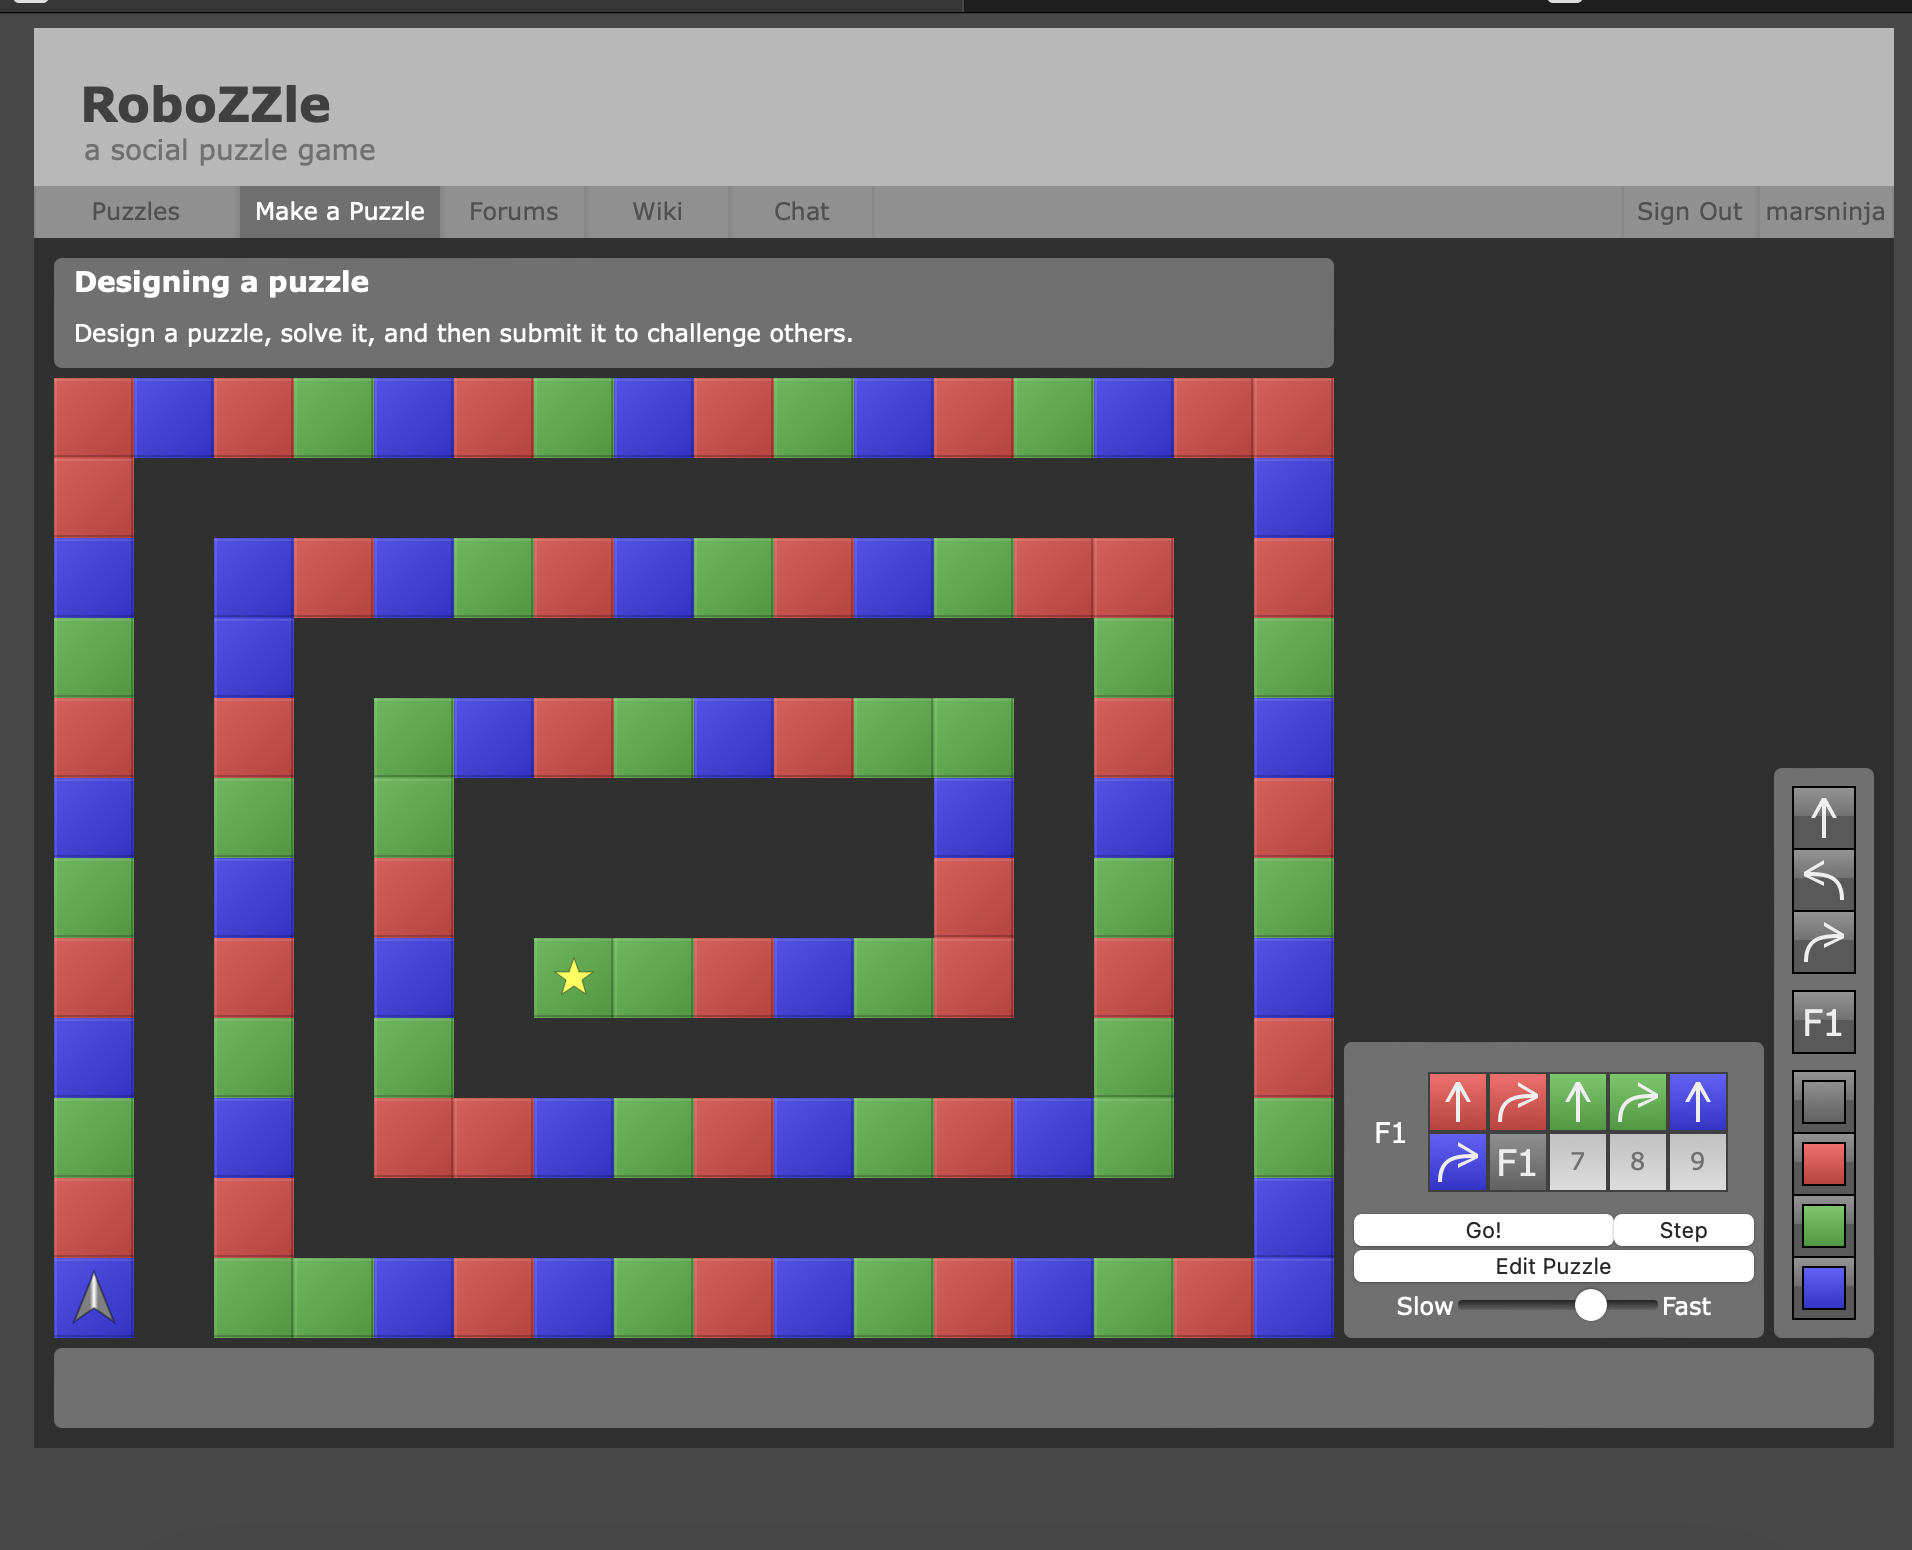 RoboZZle
a social puzzle game
Puzzles Make a Puzzle Forums Wiki Chat Sign Out marsninja
Designing a puzzle
Design a puzzle, solve it, and then submit it to challenge others.
F1
F1
F1 7 8 9
Go! Step
Edit Puzzle
Slow Fast